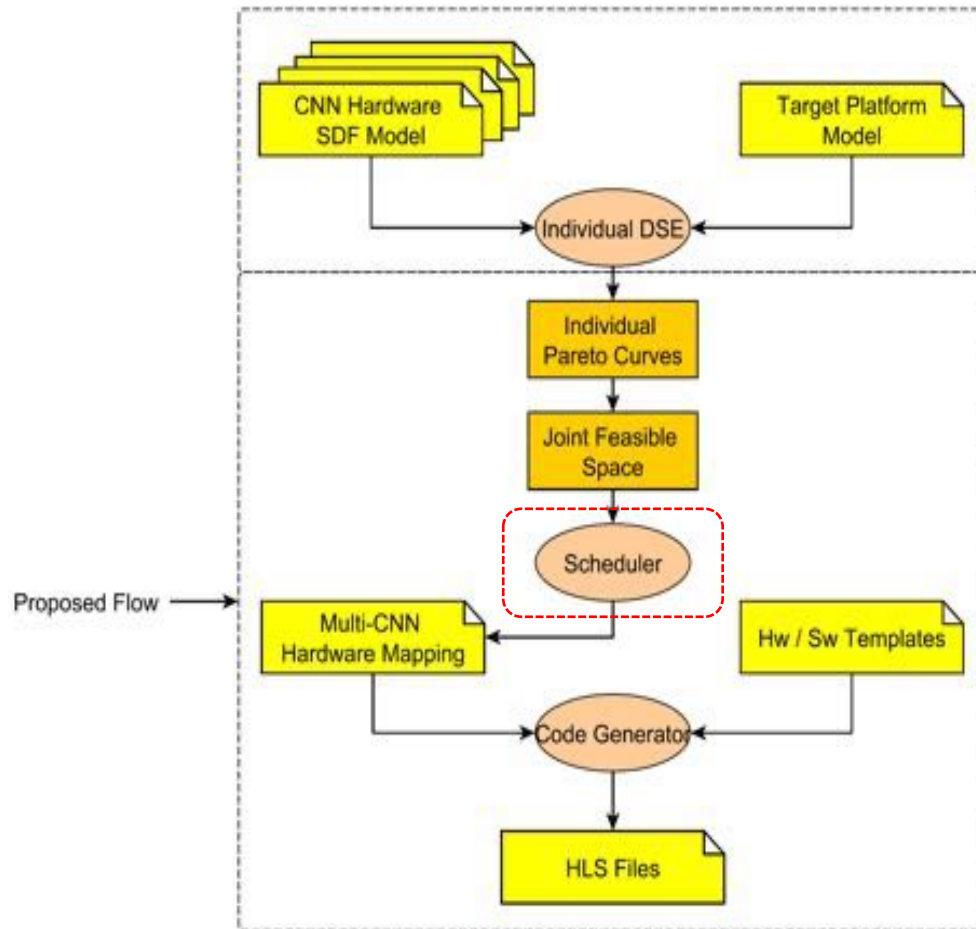 CNN Hardware
SDF Model
Target Platform
Model
Individual DSE
Individual
Pareto Curves
Joint Feasible
Space
Scheduler
Proposed Flow
Multi-CNN
Hardware Mapping
Hw / Sw Templates
Code Generator
HLS Files